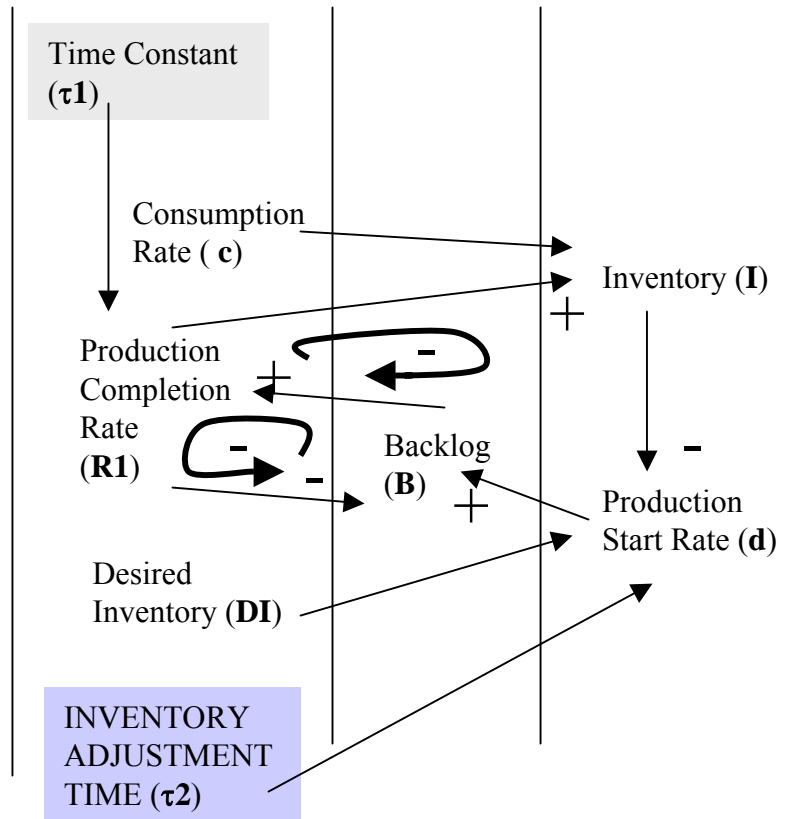 Time Constant
(τ1)
Consumption
Rate ( c)
Inventory (I)
+
-
Production
Completion
Rate
(R1)
+
-
-
Backlog
(B)
+
-
Production
Start Rate (d)
Desired
Inventory (DI)
INVENTORY
ADJUSTMENT
TIME (τ2)